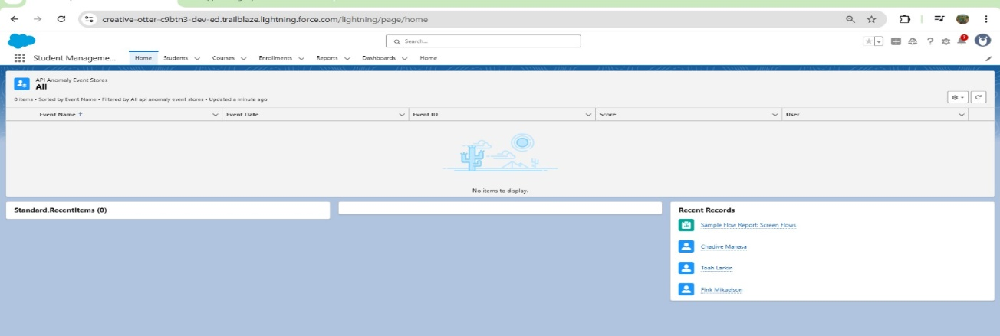 creative-otter-c9btn3-dev-ed.trailblaze.lightning.force.com/lightning/page/home
Search...
Student Manageme... Home Students Courses Enrollments Reports Dashboards Home
API Anomaly Event Stores
All
0 items • Sorted by Event Name • Filtered by All api anomaly event stores • Updated a minute ago
Event Name ↑ Event Date Event ID Score User
No items to display.
Standard.RecentItems (0)
Recent Records
Sample Flow Report: Screen Flows
Chadive Manasa
Toah Larkin
Fink Mikaelson